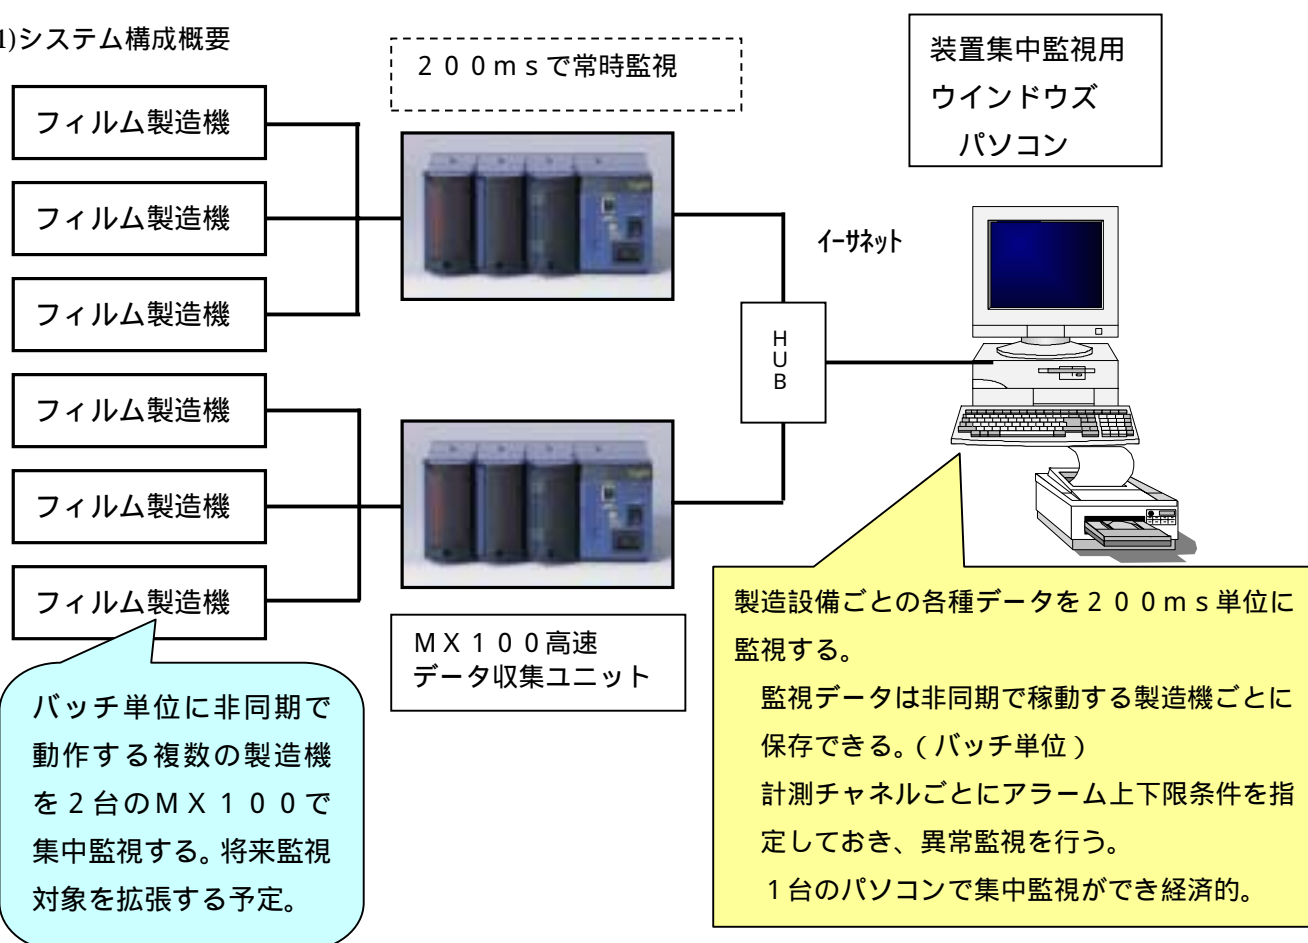 1)システム構成概要
200msで常時監視
装置集中監視用
ウインドウズ
パソコン
フィルム製造機
フィルム製造機
フィルム製造機
フィルム製造機
フィルム製造機
フィルム製造機
イーサネット
HUB
MX100高速
データ収集ユニット
バッチ単位に非同期で
動作する複数の製造機
を2台のMX100で
集中監視する。将来監視
対象を拡張する予定。
製造設備ごとの各種データを200ms単位に
監視する。
監視データは非同期で稼動する製造機ごとに
保存できる。(バッチ単位)
計測チャネルごとにアラーム上下限条件を指
定しておき、異常監視を行う。
1台のパソコンで集中監視ができ経済的。